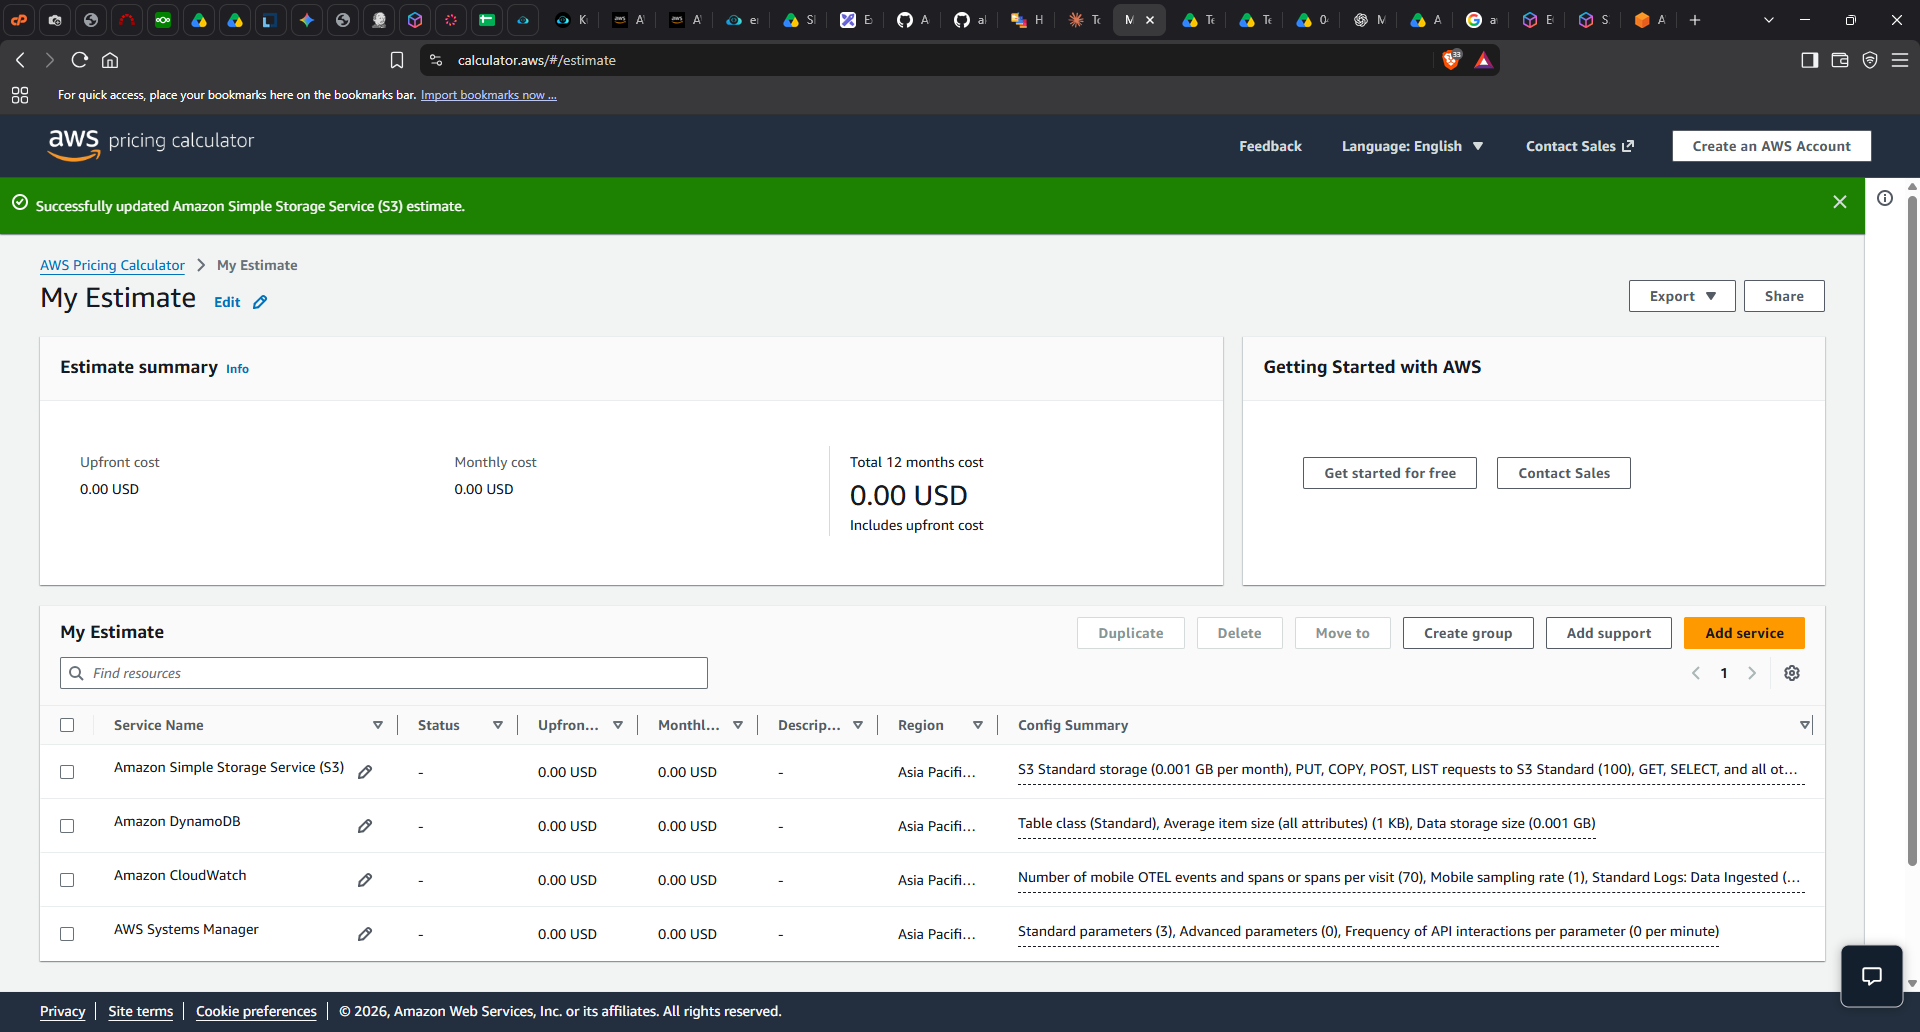 calculator.aws/#/estimate
33
For quick access, place your bookmarks here on the bookmarks bar. Import bookmarks now ...
aws pricing calculator
Feedback
Language: English
Contact Sales
Create an AWS Account
Successfully updated Amazon Simple Storage Service (S3) estimate.
AWS Pricing Calculator
My Estimate
My Estimate
Edit
Export
Share
Estimate summary
Info
Getting Started with AWS
Upfront cost
0.00 USD
Monthly cost
0.00 USD
Total 12 months cost
0.00 USD
Includes upfront cost
Get started for free
Contact Sales
My Estimate
Duplicate
Delete
Move to
Create group
Add support
Add service
Find resources
1
Service Name
Status
Upfron...
Monthl...
Descrip...
Region
Config Summary
Amazon Simple Storage Service (S3)
-
0.00 USD
0.00 USD
-
Asia Pacifi...
S3 Standard storage (0.001 GB per month), PUT, COPY, POST, LIST requests to S3 Standard (100), GET, SELECT, and all ot...
Amazon DynamoDB
-
0.00 USD
0.00 USD
-
Asia Pacifi...
Table class (Standard), Average item size (all attributes) (1 KB), Data storage size (0.001 GB)
Amazon CloudWatch
-
0.00 USD
0.00 USD
-
Asia Pacifi...
Number of mobile OTEL events and spans or spans per visit (70), Mobile sampling rate (1), Standard Logs: Data Ingested (...
AWS Systems Manager
-
0.00 USD
0.00 USD
-
Asia Pacifi...
Standard parameters (3), Advanced parameters (0), Frequency of API interactions per parameter (0 per minute)
Privacy
Site terms
Cookie preferences
© 2026, Amazon Web Services, Inc. or its affiliates. All rights reserved.